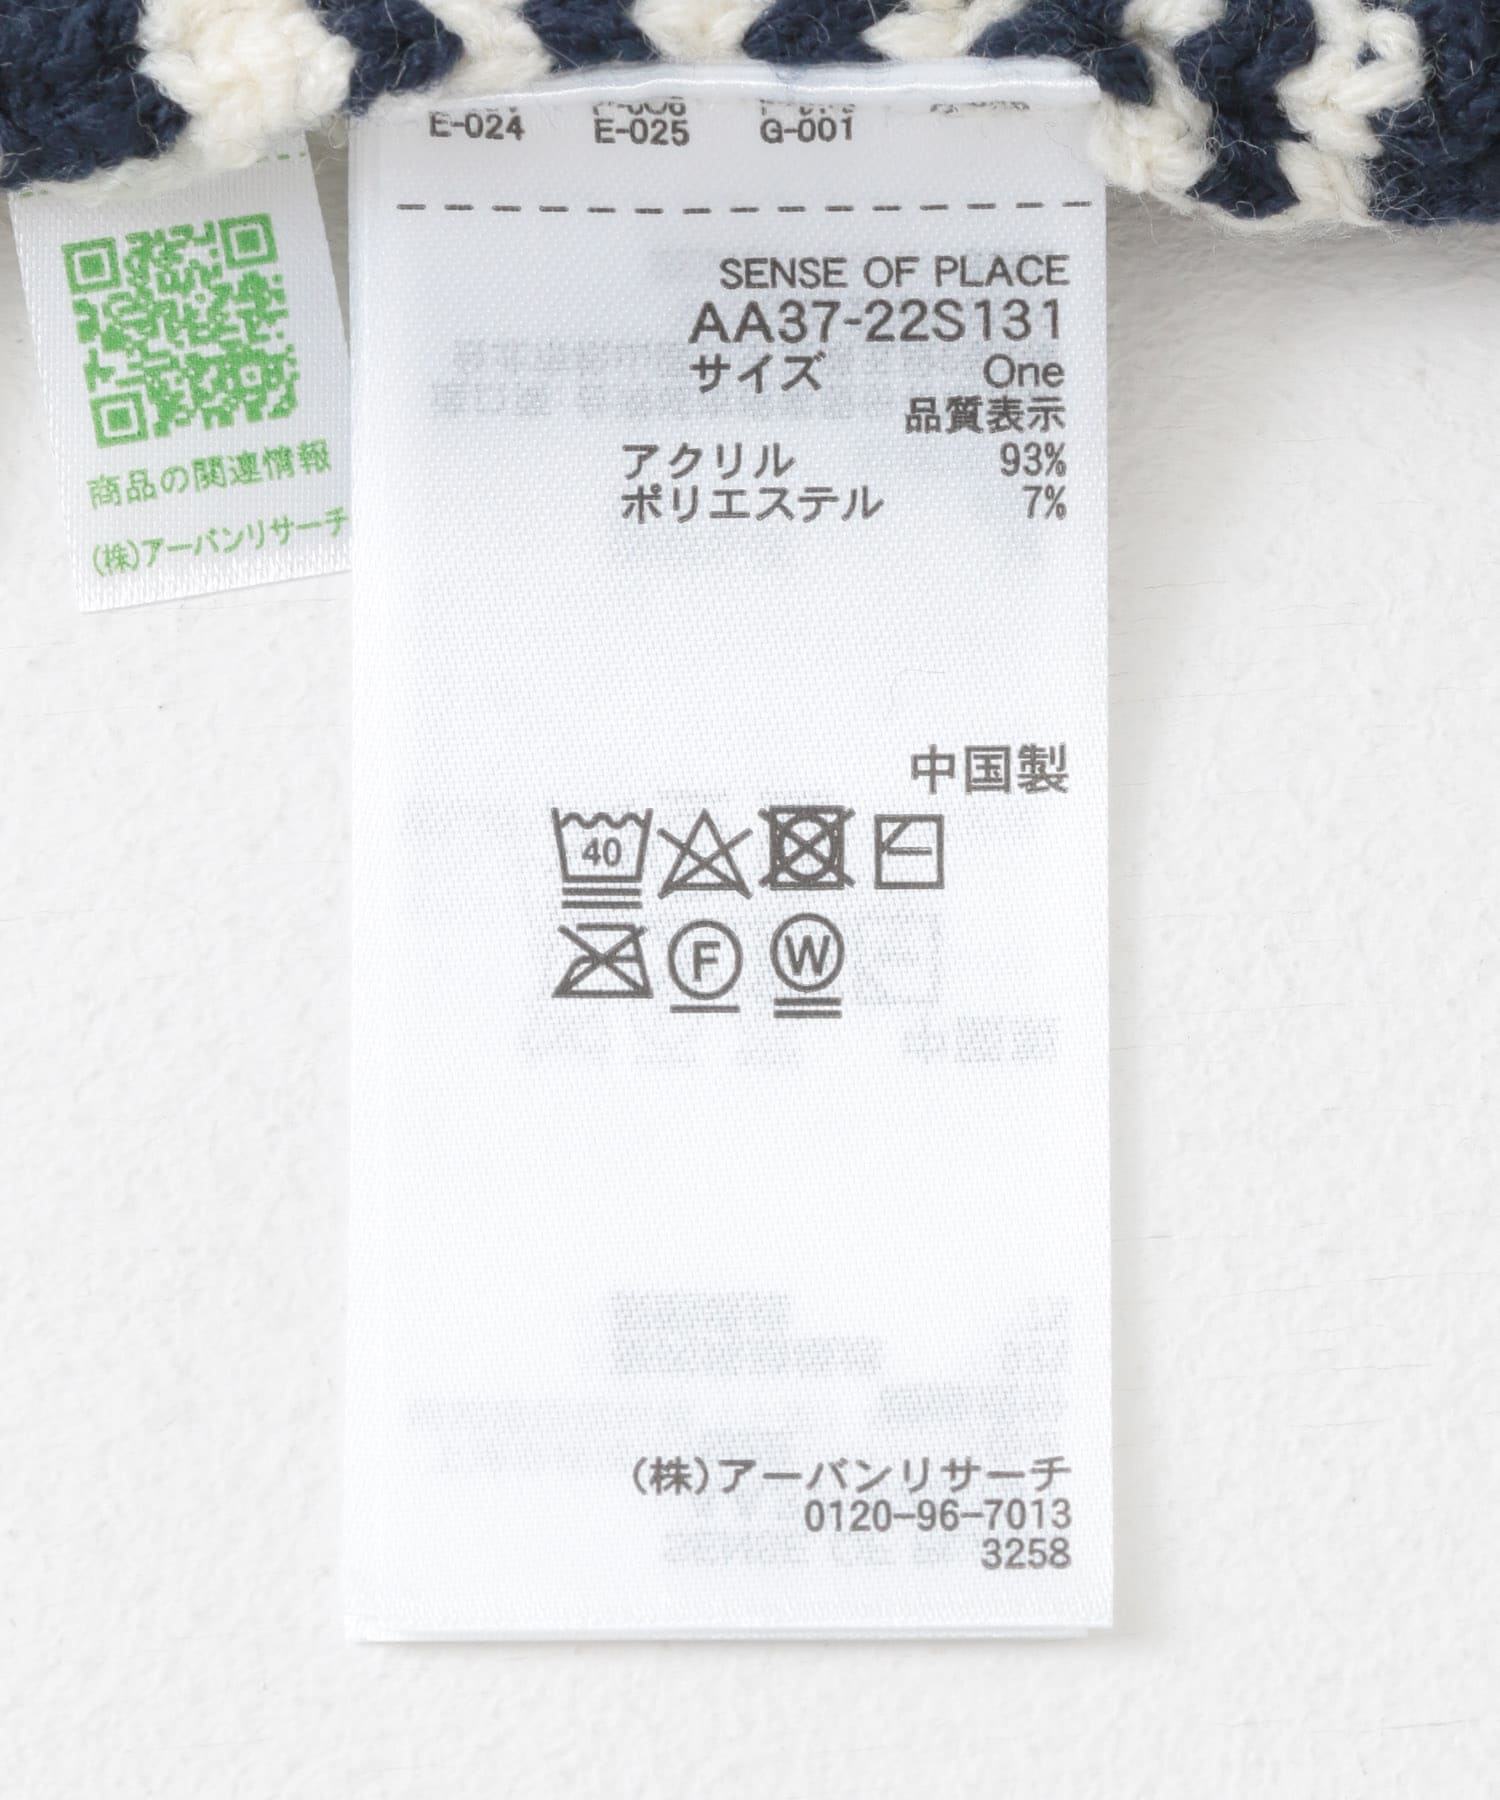 E-024 E-025 G-001
SENSE OF PLACE
AA37-22S131
サイズ One
品質表示
アクリル 93%
ポリエステル 7%
中国製
40
F W
(株)アーバンリサーチ
0120-96-7013
3258
商品の関連情報
(株)アーバンリサーチ